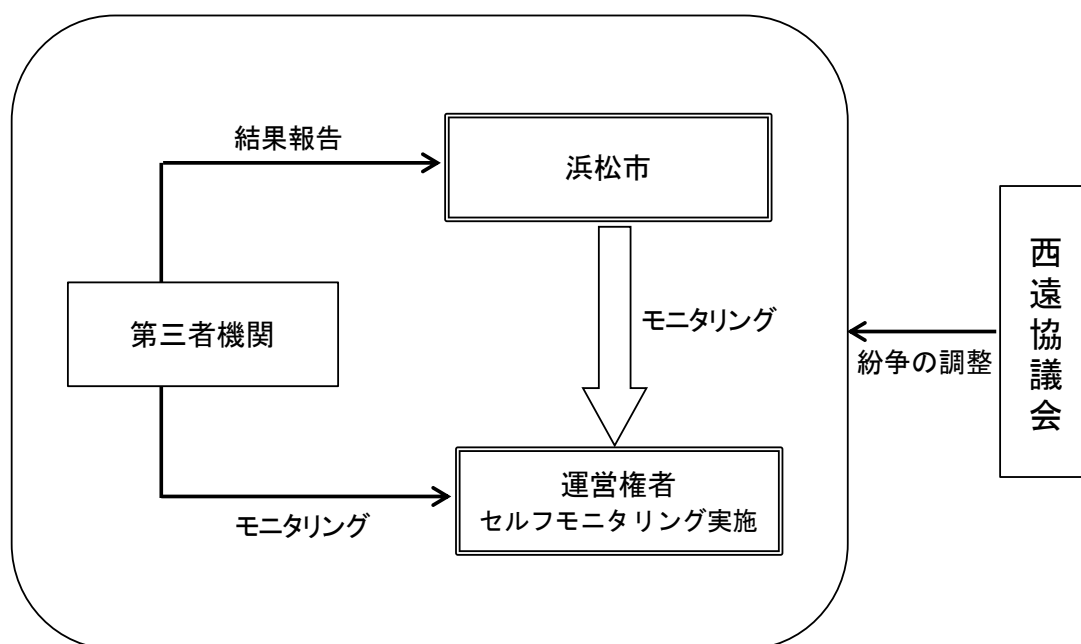 結果報告
浜松市
第三者機関
モニタリング
運営権者
セルフモニタリング実施
モニタリング
紛争の調整
西遠協議会